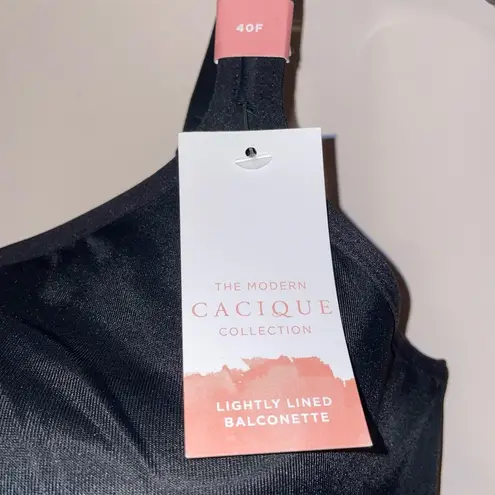 40F
THE MODERN
CACIQUE
COLLECTION
LIGHTLY LINED
BALCONETTE